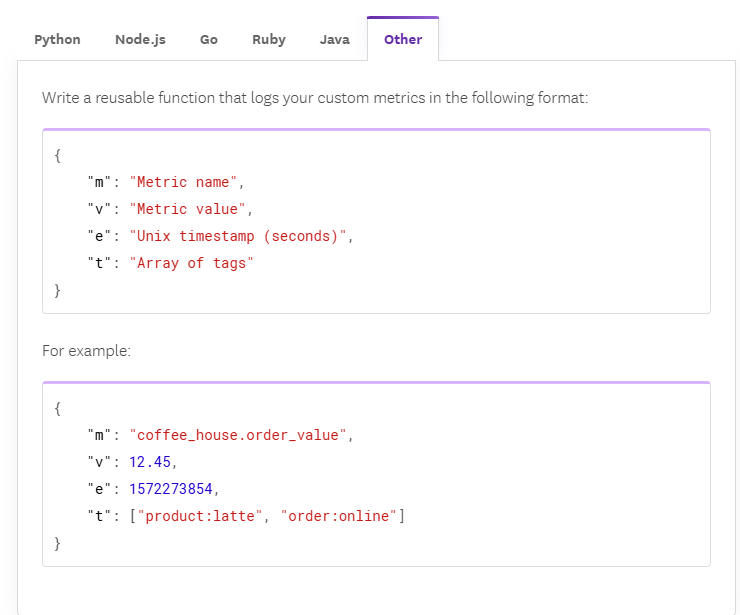 Python Node.js Go Ruby Java Other
Write a reusable function that logs your custom metrics in the following format:
{
    "m": "Metric name",
    "v": "Metric value",
    "e": "Unix timestamp (seconds)",
    "t": "Array of tags"
}
For example:
{
    "m": "coffee_house.order_value",
    "v": 12.45,
    "e": 1572273854,
    "t": ["product:latte", "order:online"]
}